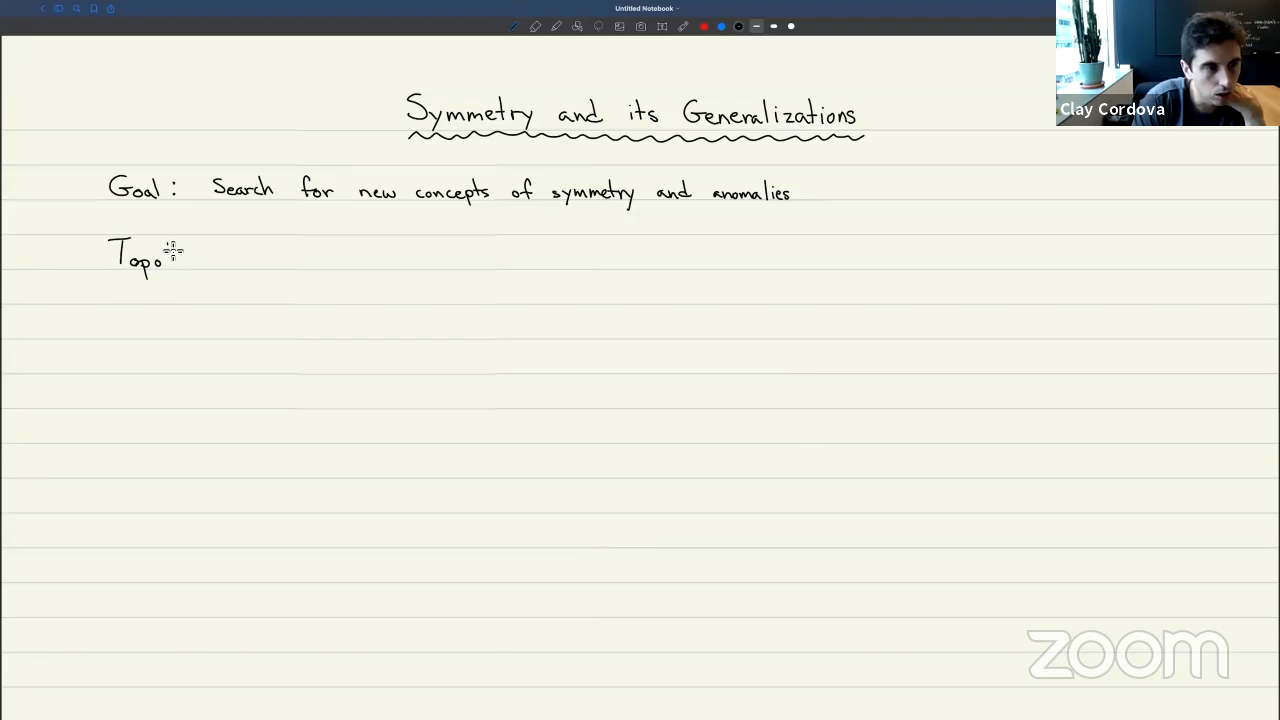 Untitled Notebook
Clay Cordova
Symmetry and its Generalizations
Goal: Search for new concepts of symmetry and anomalies
Topo
zoom